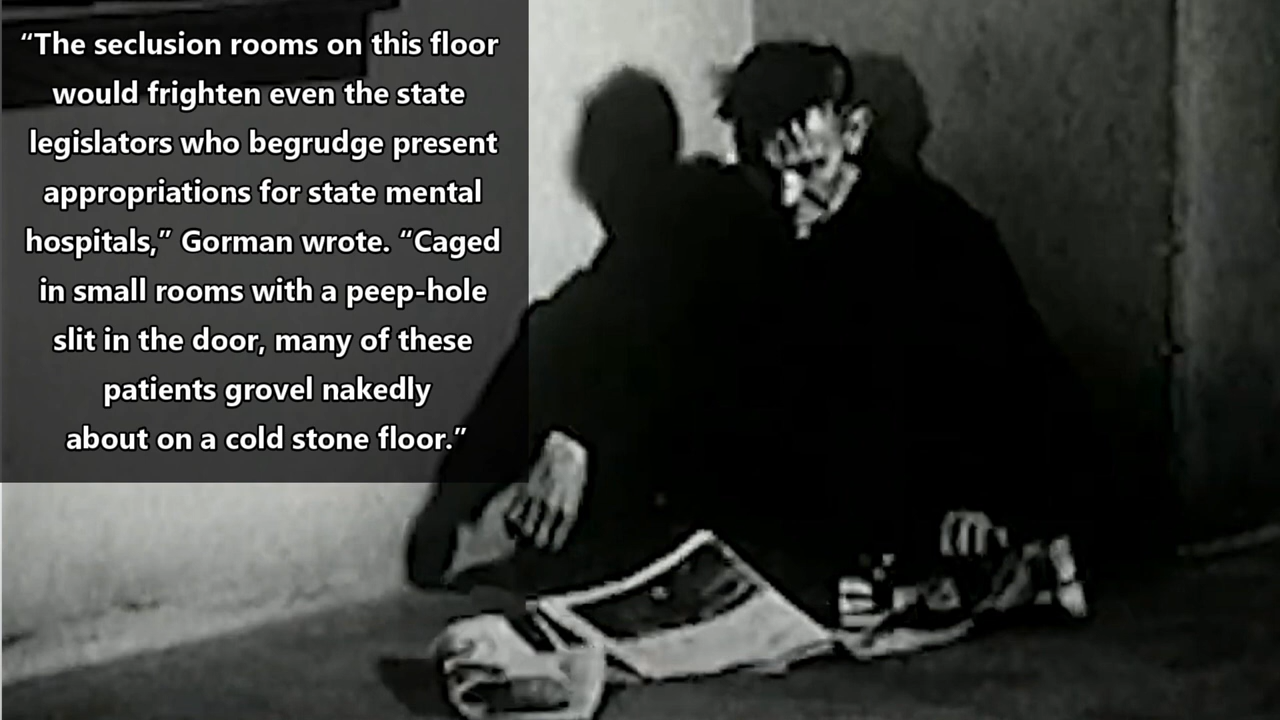 “The seclusion rooms on this floor
would frighten even the state
legislators who begrudge present
appropriations for state mental
hospitals,” Gorman wrote. “Caged
in small rooms with a peep-hole
slit in the door, many of these
patients grovel nakedly
about on a cold stone floor.”